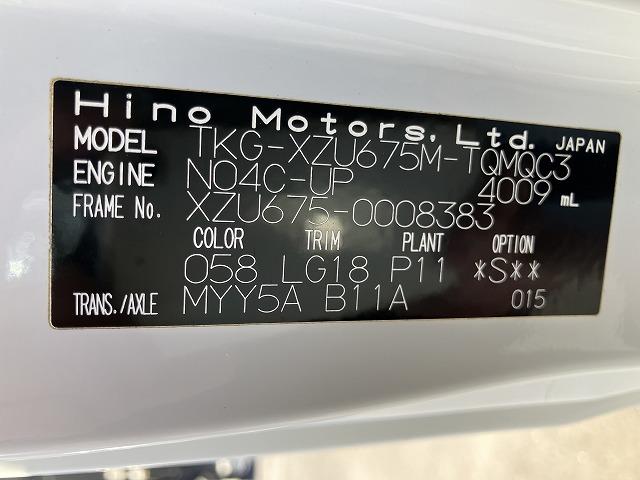 Hino Motors, Ltd. JAPAN
MODEL TKG-XZU675M-TQMQC3
ENGINE N04C-UP 4009 mL
FRAME No. XZU675-0008383
COLOR TRIM PLANT OPTION
058 LG18 P11 *S**
TRANS./AXLE MYY5A B11A 015